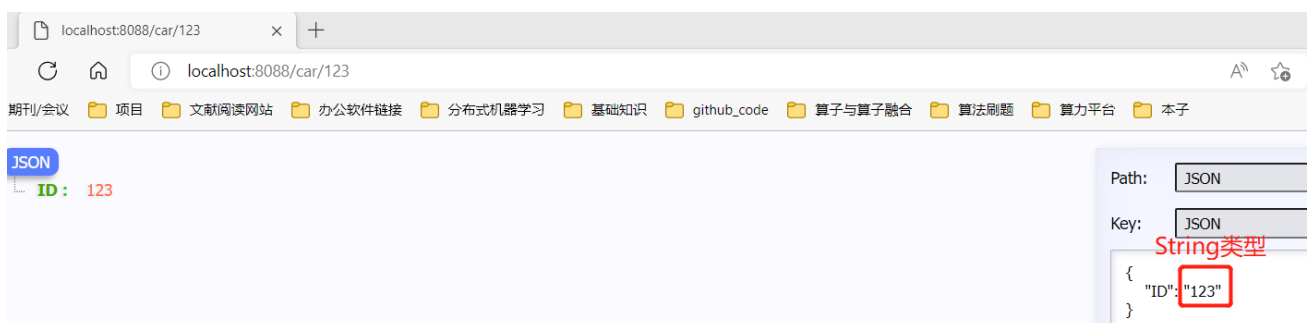 localhost:8088/car/123
localhost:8088/car/123
期刊/会议 项目 文献阅读网站 办公软件链接 分布式机器学习 基础知识 github_code 算子与算子融合 算法刷题 算力平台 本子
JSON
ID : 123
Path: JSON
Key: JSON
String类型
{
"ID": "123"
}